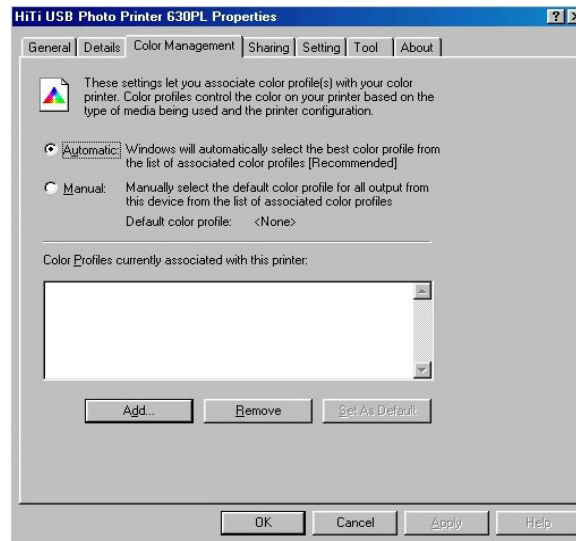 HiTi USB Photo Printer 630PL Properties
General Details Color Management Sharing Setting Tool About
These settings let you associate color profile(s) with your color
printer. Color profiles control the color on your printer based on the
type of media being used and the printer configuration.
Automatic: Windows will automatically select the best color profile from
the list of associated color profiles [Recommended]
Manual: Manually select the default color profile for all output from
this device from the list of associated color profiles
Default color profile: <None>
Color Profiles currently associated with this printer:
Add... Remove Set As Default
OK Cancel Apply Help